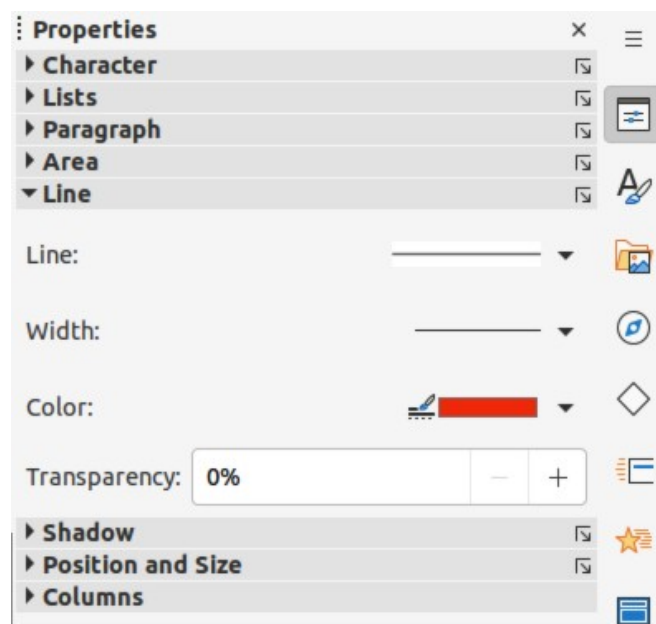 Properties
Character
Lists
Paragraph
Area
Line
Line:
Width:
Color:
Transparency: 0%
Shadow
Position and Size
Columns